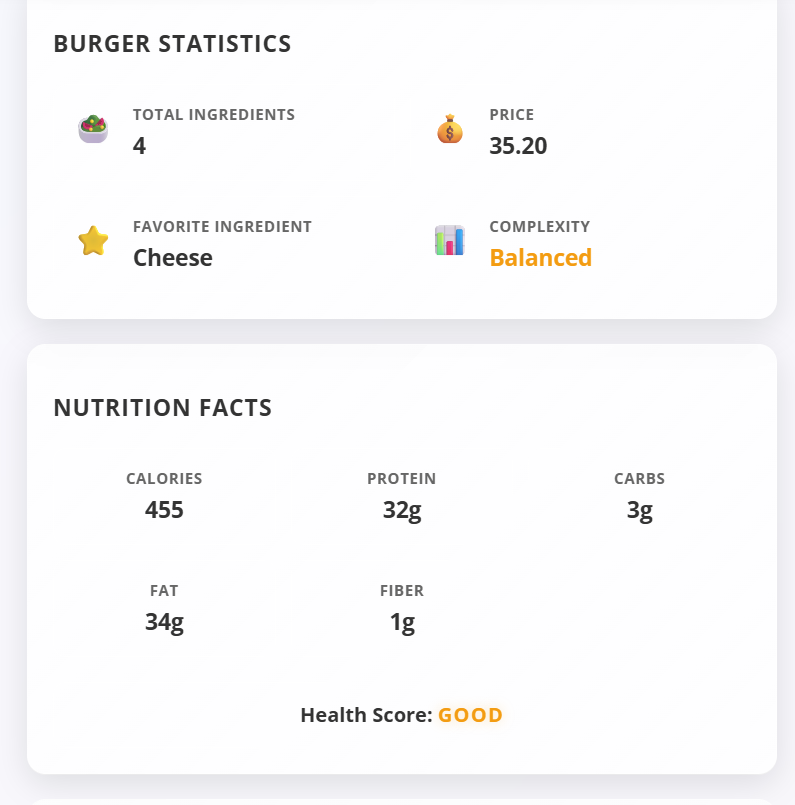 BURGER STATISTICS
TOTAL INGREDIENTS
4
PRICE
35.20
FAVORITE INGREDIENT
Cheese
COMPLEXITY
Balanced
NUTRITION FACTS
CALORIES
455
PROTEIN
32g
CARBS
3g
FAT
34g
FIBER
1g
Health Score: GOOD